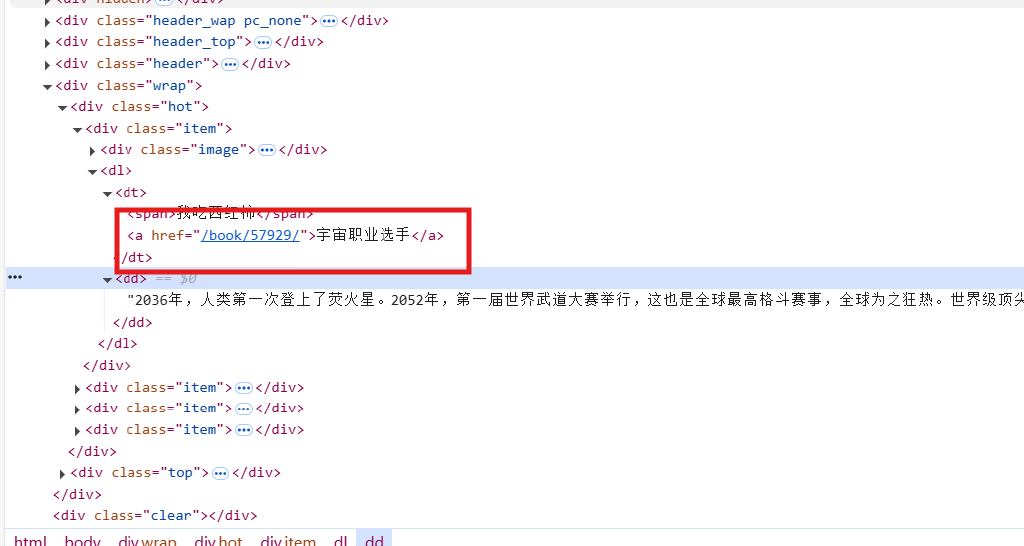 <div class="header_wap pc_none"> ••• </div>
<div class="header_top"> ••• </div>
<div class="header"> ••• </div>
<div class="wrap">
<div class="hot">
<div class="item">
<div class="image"> ••• </div>
<dl>
<dt>
<span>我吃西红柿</span>
<a href="/book/57929/">宇宙职业选手</a>
/dt>
••• <dd> == $0
"2036年，人类第一次登上了荧火星。2052年，第一届世界武道大赛举行，这也是全球最高格斗赛事，全球为之狂热。世界级顶尖
</dd>
</dl>
</div>
<div class="item"> ••• </div>
<div class="item"> ••• </div>
<div class="item"> ••• </div>
</div>
<div class="top"> ••• </div>
</div>
<div class="clear"></div>
html body div.wrap div.hot div.item dl dd